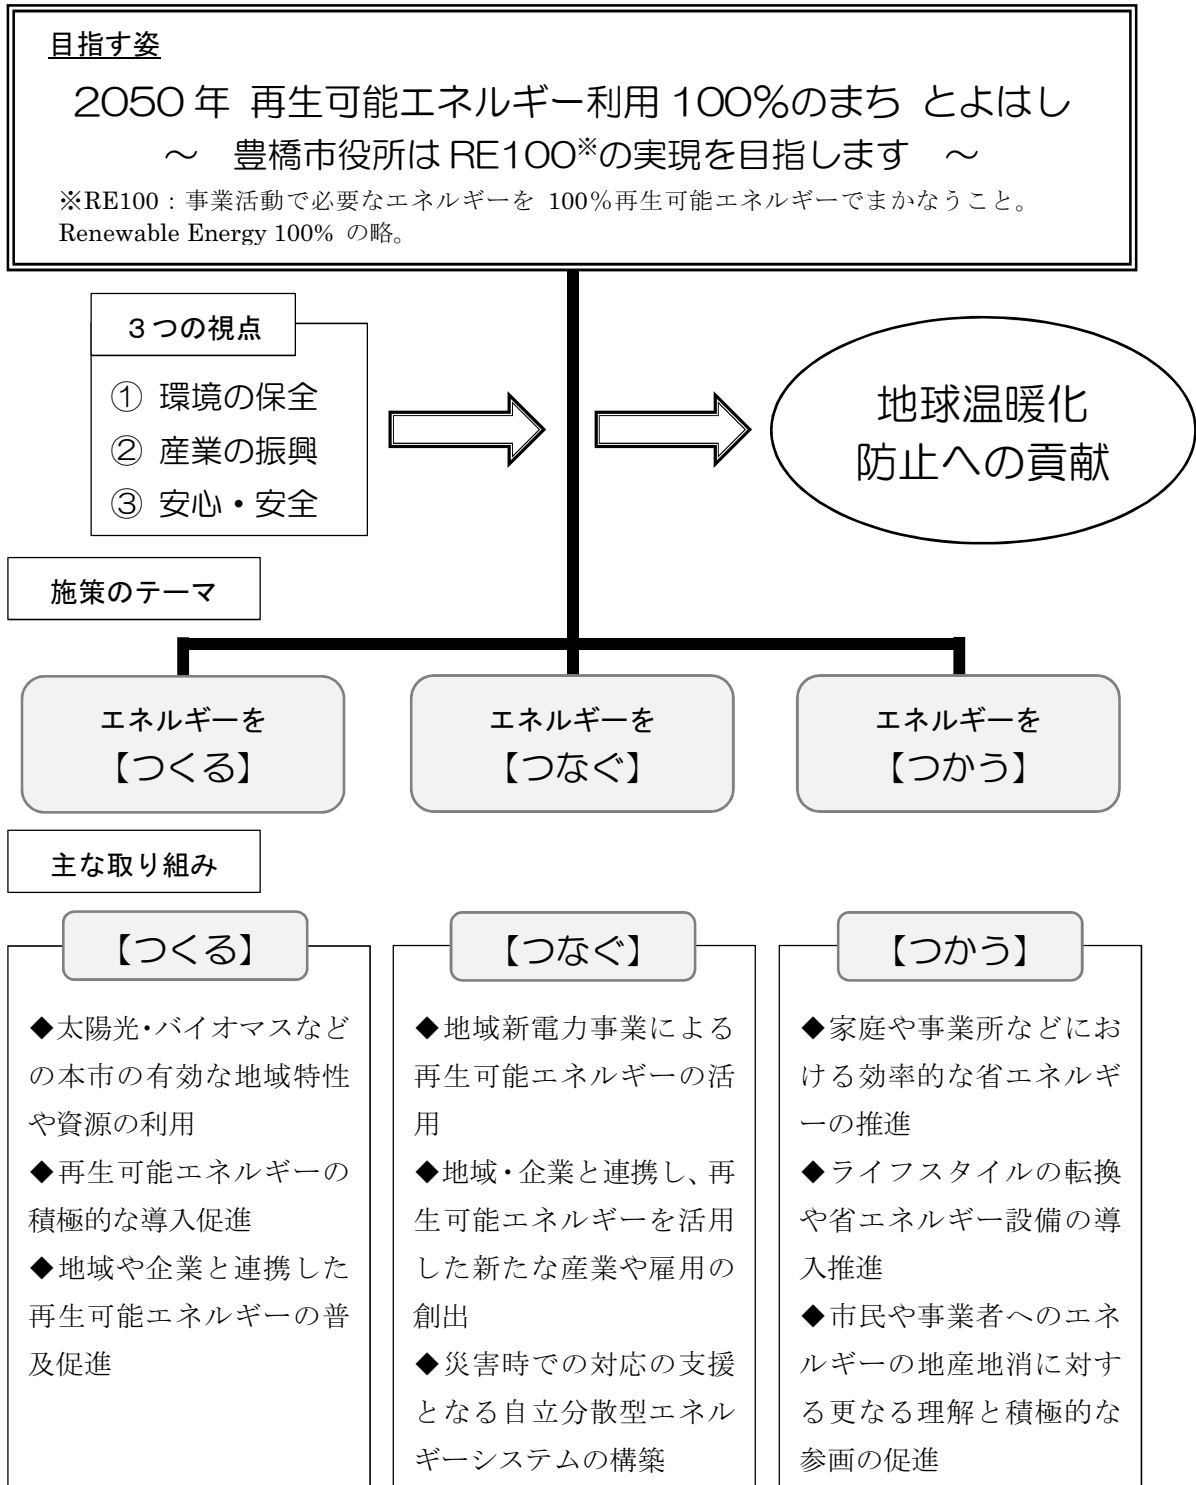 目指す姿
2050年 再生可能エネルギー利用100%のまち とよはし
～ 豊橋市役所はRE100※の実現を目指します ～
※RE100：事業活動で必要なエネルギーを 100％再生可能エネルギーでまかなうこと。
Renewable Energy 100% の略。
３つの視点
① 環境の保全
② 産業の振興
③ 安心・安全
地球温暖化
防止への貢献
施策のテーマ
エネルギーを
【つくる】
エネルギーを
【つなぐ】
エネルギーを
【つかう】
主な取り組み
【つくる】
◆太陽光・バイオマスなど
の本市の有効な地域特性
や資源の利用
◆再生可能エネルギーの
積極的な導入促進
◆地域や企業と連携した
再生可能エネルギーの普
及促進
【つなぐ】
◆地域新電力事業による
再生可能エネルギーの活
用
◆地域・企業と連携し、再
生可能エネルギーを活用
した新たな産業や雇用の
創出
◆災害時での対応の支援
となる自立分散型エネル
ギーシステムの構築
【つかう】
◆家庭や事業所などにお
ける効率的な省エネルギ
ーの推進
◆ライフスタイルの転換
や省エネルギー設備の導
入推進
◆市民や事業者へのエネ
ルギーの地産地消に対す
る更なる理解と積極的な
参画の促進